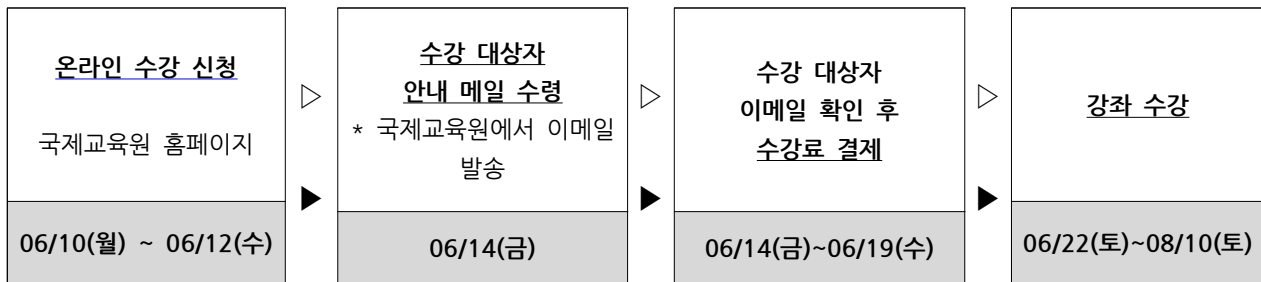 온라인 수강 신청
국제교육원 홈페이지
06/10(월) ~ 06/12(수)
▷
▶
수강 대상자
안내 메일 수령
* 국제교육원에서 이메일
발송
06/14(금)
▷
▶
수강 대상자
이메일 확인 후
수강료 결제
06/14(금)~06/19(수)
▷
▶
강좌 수강
06/22(토)~08/10(토)